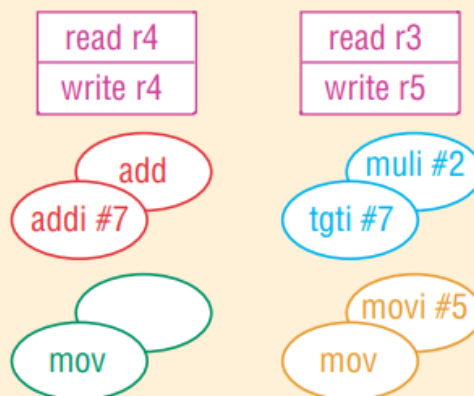 read r4
write r4
read r3
write r5
add
addi #7
muli #2
tgti #7
mov
movi #5
mov